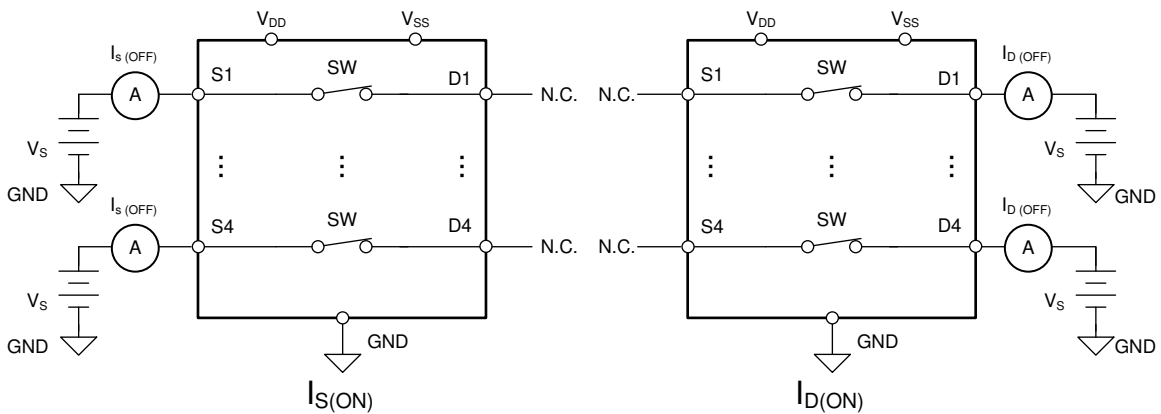 VDD VSS VDD VSS
Is (OFF) ID (OFF)
A S1 SW D1 N.C. N.C. S1 SW D1 A
VS VS
GND GND
Is (OFF) ID (OFF)
A S4 SW D4 N.C. N.C. S4 SW D4 A
VS VS
GND GND GND GND
IS(ON) ID(ON)